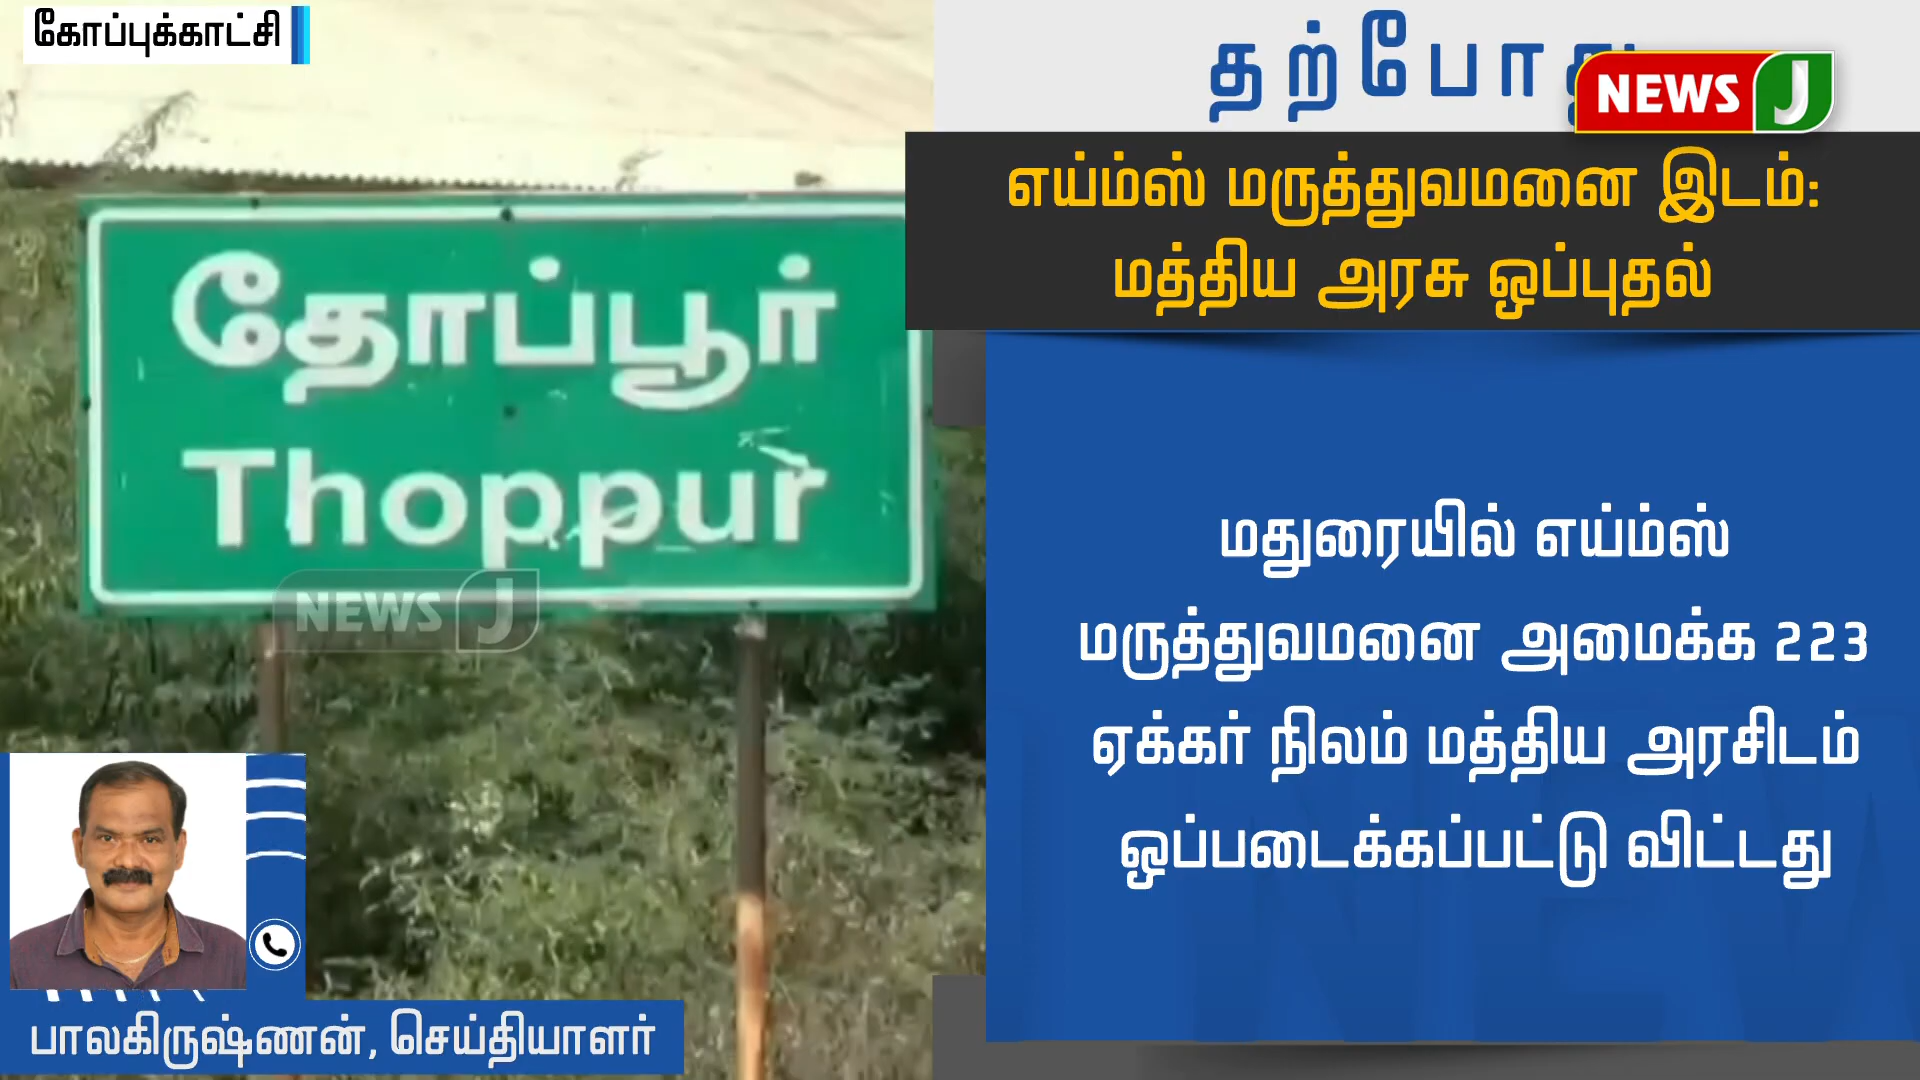 கோப்புக்காட்சி
தற்போது
NEWS J
எய்ம்ஸ் மருத்துவமனை இடம்:
மத்திய அரசு ஒப்புதல்
தோப்பூர்
Thoppur
NEWS J
மதுரையில் எய்ம்ஸ்
மருத்துவமனை அமைக்க 223
ஏக்கர் நிலம் மத்திய அரசிடம்
ஒப்படைக்கப்பட்டு விட்டது
பாலகிருஷ்ணன், செய்தியாளர்